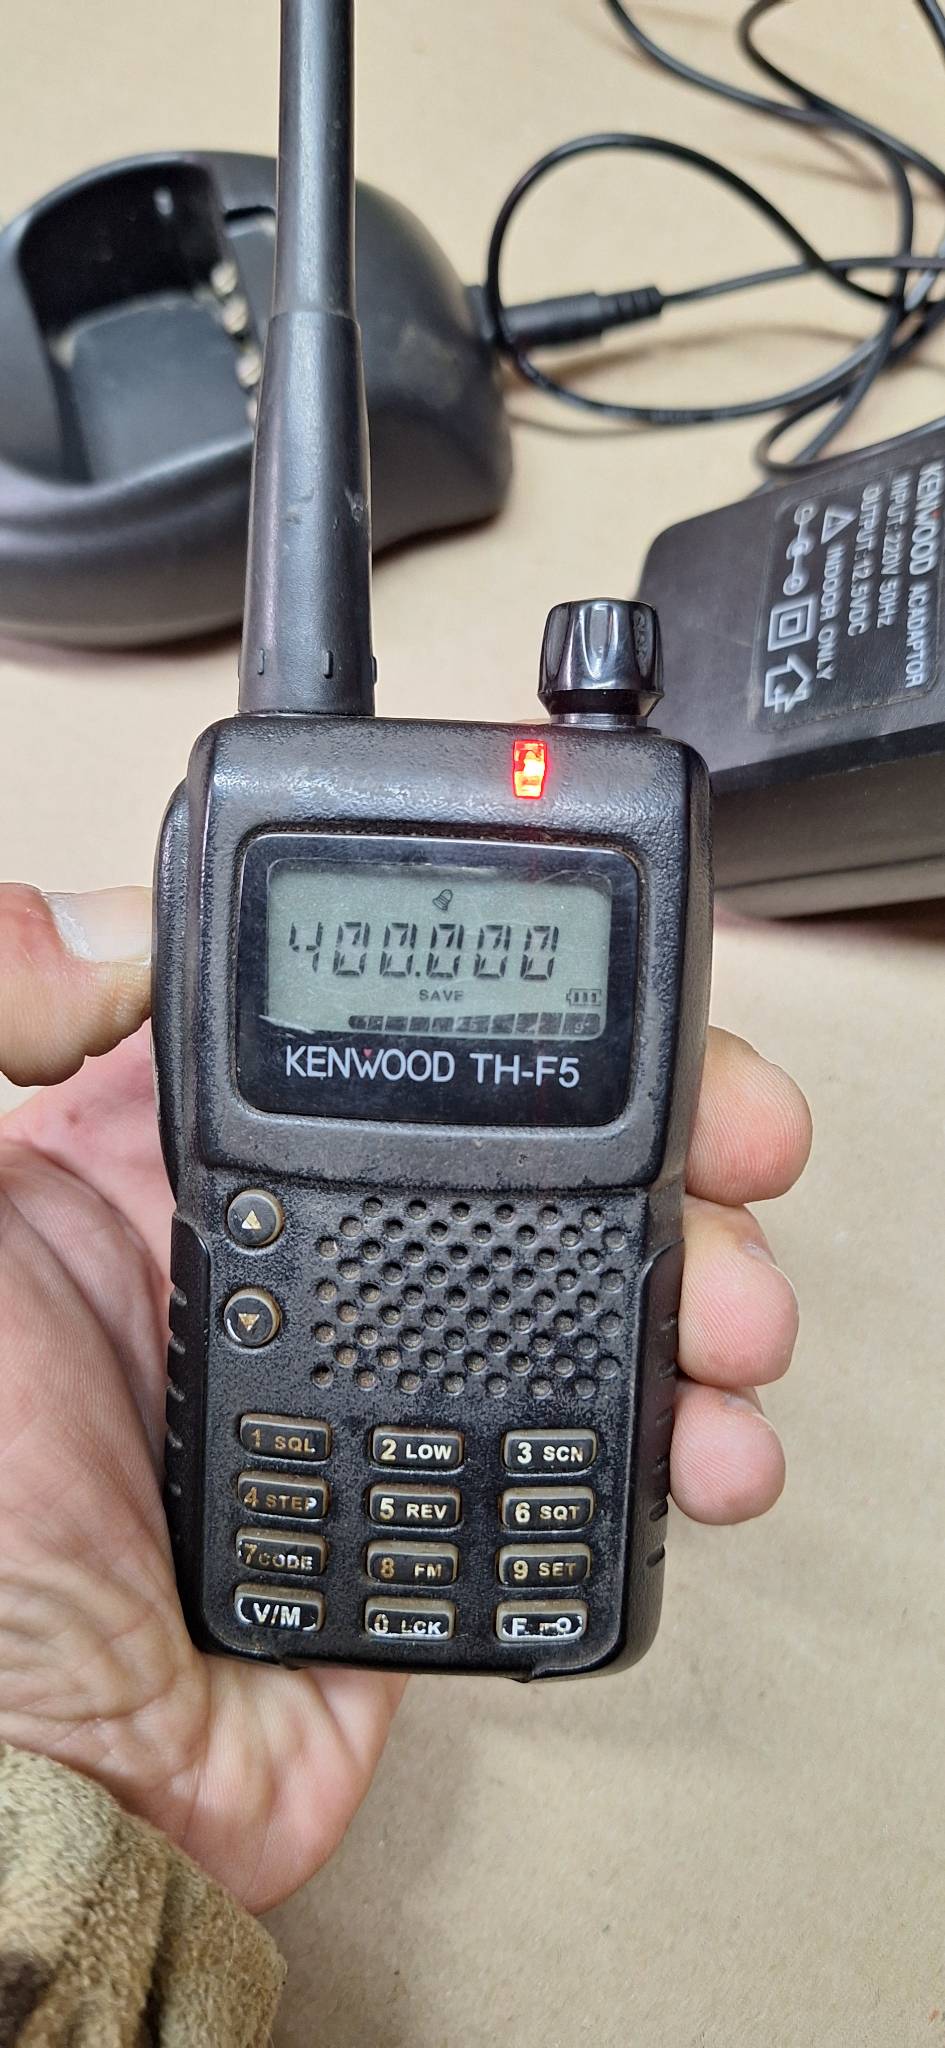 KENWOOD ACADAPTOR
INPUT:220V 50Hz
OUTPUT:12.5VDC
INDOOR ONLY
400.000
SAVE
KENWOOD TH-F5
1 SQL
2 LOW
3 SCN
4 STEP
5 REV
6 SQT
7 CODE
8 FM
9 SET
V/M
0 LCK
F